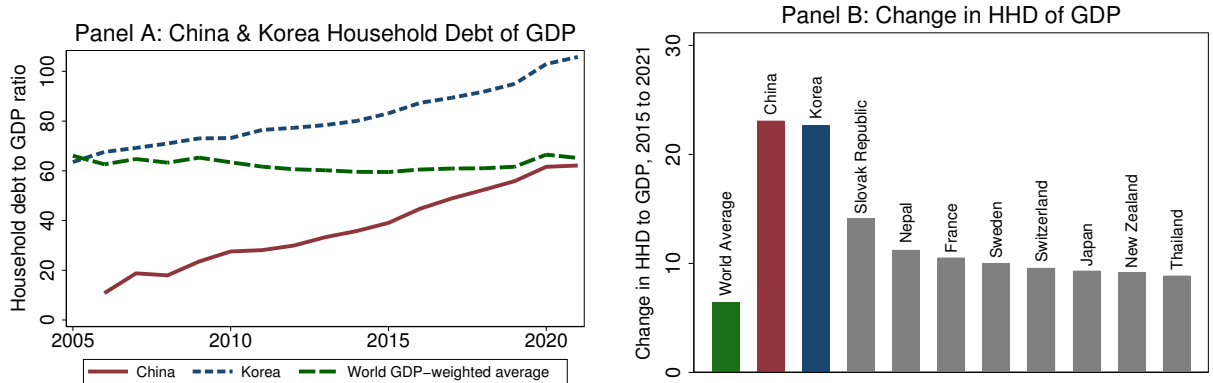 Panel A: China & Korea Household Debt of GDP
Household debt to GDP ratio
100
80
60
40
20
0
2005
2010
2015
2020
China
Korea
World GDP−weighted average
Panel B: Change in HHD of GDP
Change in HHD to GDP, 2015 to 2021
30
20
10
0
World Average
China
Korea
Slovak Republic
Nepal
France
Sweden
Switzerland
Japan
New Zealand
Thailand